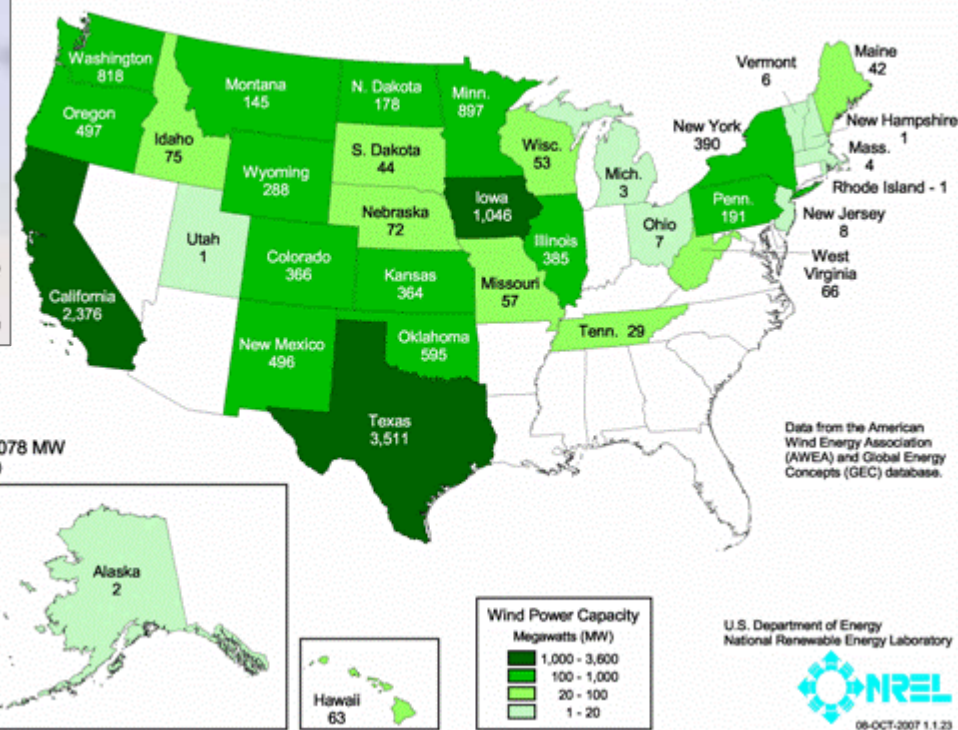 Washington
818
Oregon
497
California
2,376
Idaho
75
Montana
145
Wyoming
288
Utah
1
Colorado
366
New Mexico
496
N. Dakota
178
S. Dakota
44
Nebraska
72
Kansas
364
Oklahoma
595
Texas
3,511
Minn.
897
Iowa
1,046
Missouri
57
Wisc.
53
Illinois
385
Mich.
3
Ohio
7
Tenn. 29
New York
390
Penn.
191
Vermont
6
Maine
42
New Hampshire
1
Mass.
4
Rhode Island - 1
New Jersey
8
West
Virginia
66
078 MW
)
Data from the American
Wind Energy Association
(AWEA) and Global Energy
Concepts (GEC) database.
Alaska
2
Hawaii
63
Wind Power Capacity
Megawatts (MW)
1,000 - 3,600
100 - 1,000
20 - 100
1 - 20
U.S. Department of Energy
National Renewable Energy Laboratory
NREL
08-OCT-2007 1.1.23